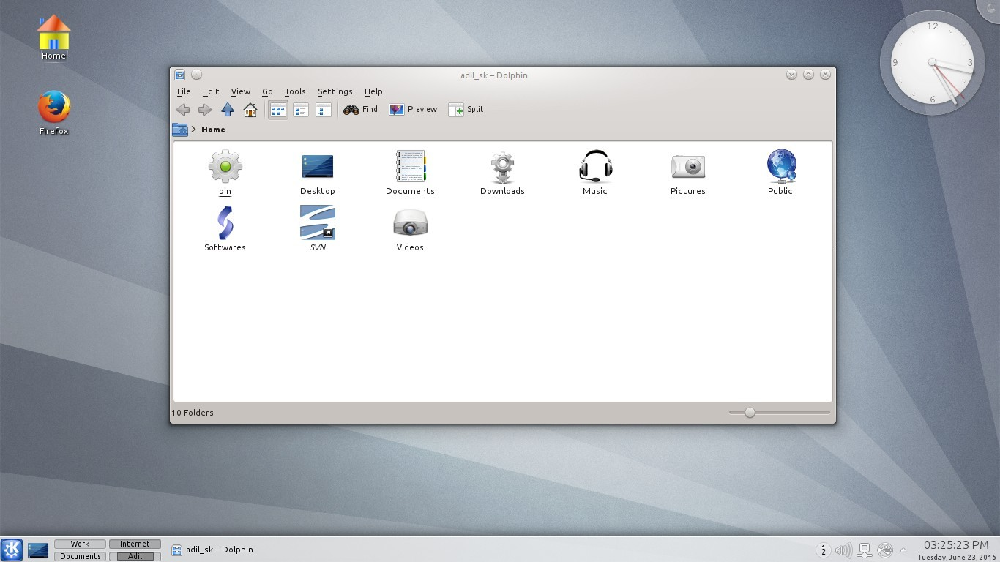 Home
Firefox
12
9
3
6
adil_sk – Dolphin
File Edit View Go Tools Settings Help
Find Preview Split
> Home
bin Desktop Documents Downloads Music Pictures Public
Softwares SVN Videos
10 Folders
Work Internet
Documents Adil
adil_sk – Dolphin
2
03:25:23 PM
Tuesday, June 23, 2015